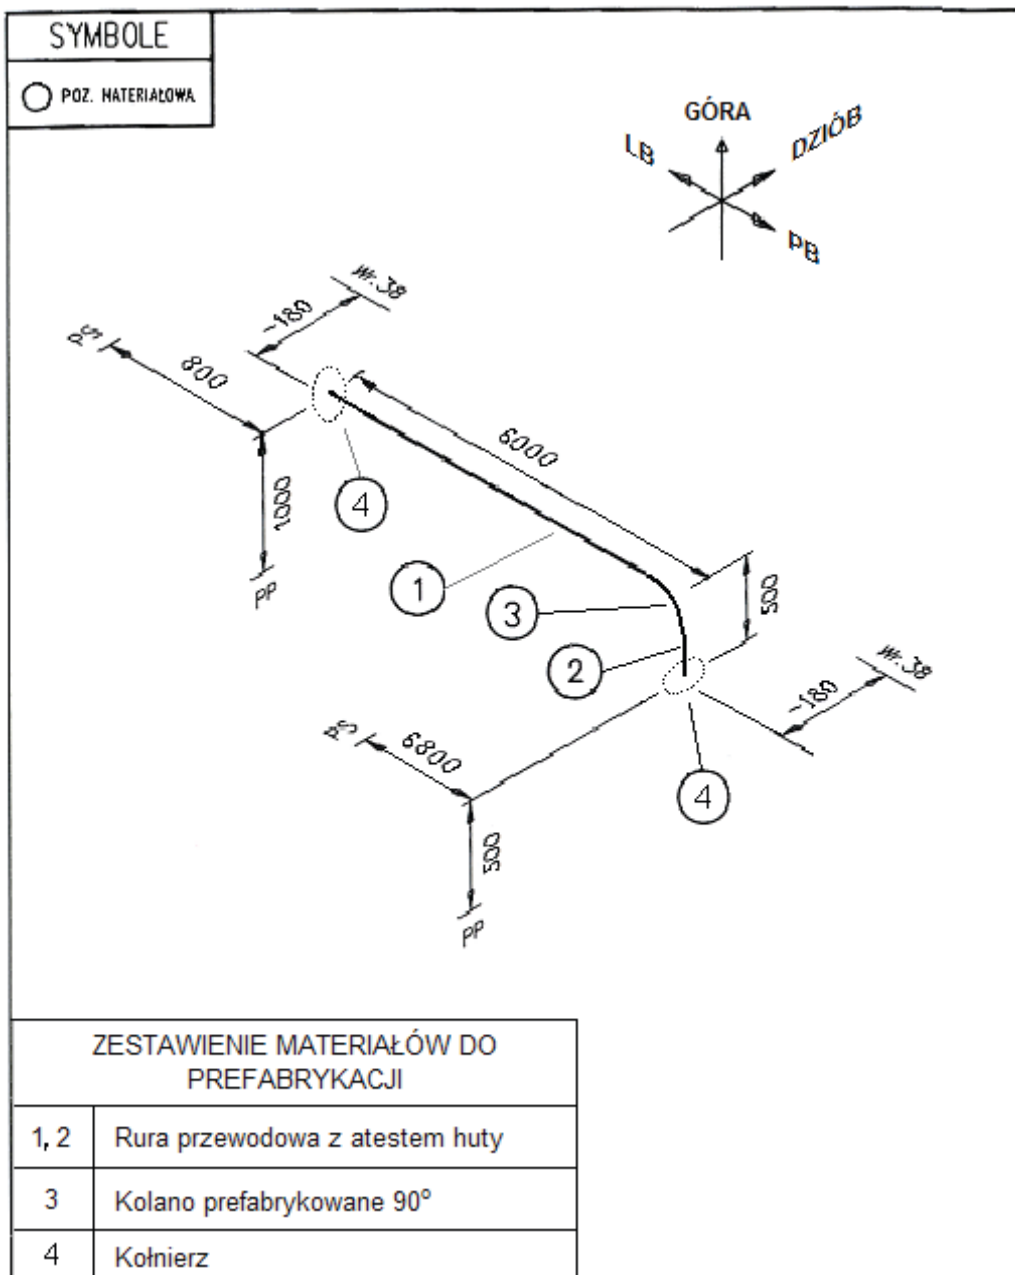 SYMBOLE
POZ. MATERIAŁOWA
GÓRA
LB
DZIÓB
PB
Wr.38
~180
PS
800
1000
PP
6000
4
1
3
2
500
Wr.38
~180
PS
6800
4
500
PP
ZESTAWIENIE MATERIAŁÓW DO
PREFABRYKACJI
1, 2 Rura przewodowa z atestem huty
3 Kolano prefabrykowane 90°
4 Kołnierz